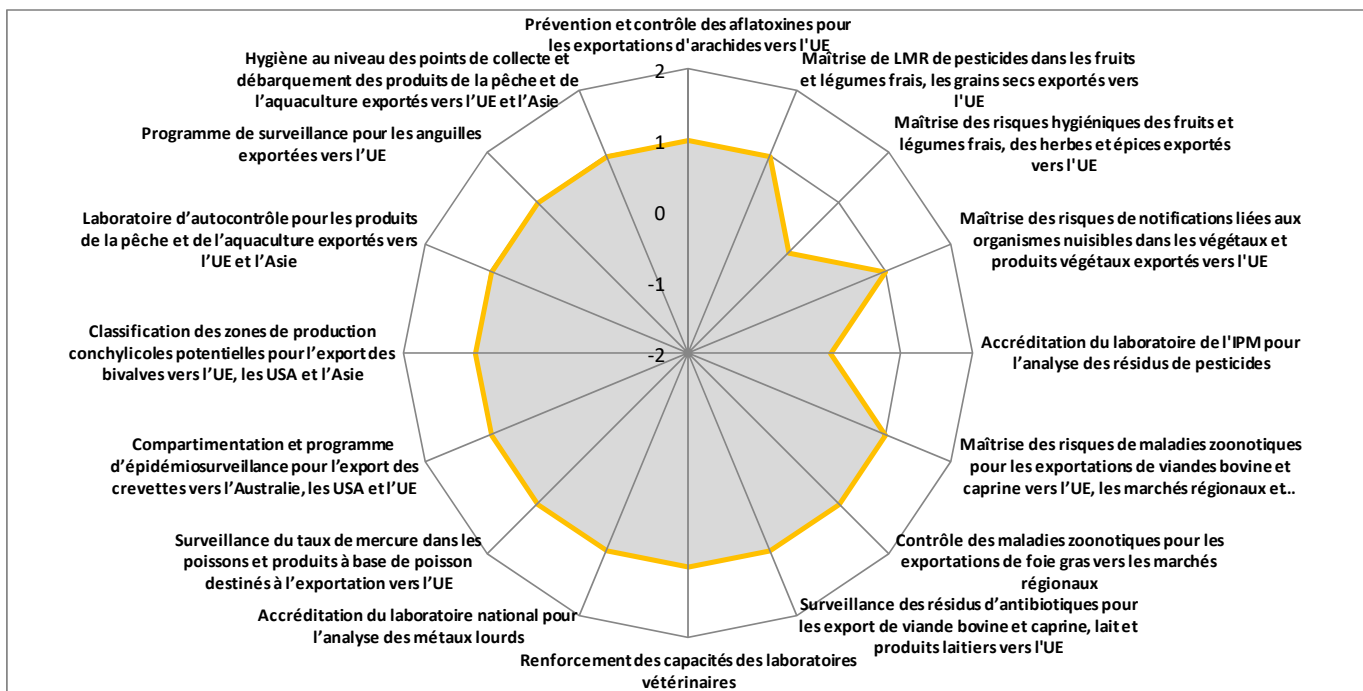 Prévention et contrôle des aflatoxines pour
les exportations d'arachides vers l'UE
Maîtrise de LMR de pesticides dans les fruits
et légumes frais, les grains secs exportés vers
l'UE
Maîtrise des risques hygiéniques des fruits et
légumes frais, des herbes et épices exportés
vers l'UE
Maîtrise des risques de notifications liées aux
organismes nuisibles dans les végétaux et
produits végétaux exportés vers l'UE
Accréditation du laboratoire de l'IPM pour
l’analyse des résidus de pesticides
Maîtrise des risques de maladies zoonotiques
pour les exportations de viandes bovine et
caprine vers l’UE, les marchés régionaux et…
Contrôle des maladies zoonotiques pour les
exportations de foie gras vers les marchés
régionaux
Surveillance des résidus d’antibiotiques pour
les export de viande bovine et caprine, lait et
produits laitiers vers l'UE
Renforcement des capacités des laboratoires
vétérinaires
Accréditation du laboratoire national pour
l’analyse des métaux lourds
Surveillance du taux de mercure dans les
poissons et produits à base de poisson
destinés à l’exportation vers l’UE
Compartimentation et programme
d’épidémiosurveillance pour l’export des
crevettes vers l’Australie, les USA et l’UE
Classification des zones de production
conchylicoles potentielles pour l’export des
bivalves vers l’UE, les USA et l’Asie
Laboratoire d’autocontrôle pour les produits
de la pêche et de l’aquaculture exportés vers
l’UE et l’Asie
Programme de surveillance pour les anguilles
exportées vers l’UE
Hygiène au niveau des points de collecte et
débarquement des produits de la pêche et de
l’aquaculture exportés vers l’UE et l’Asie
2
1
0
-1
-2